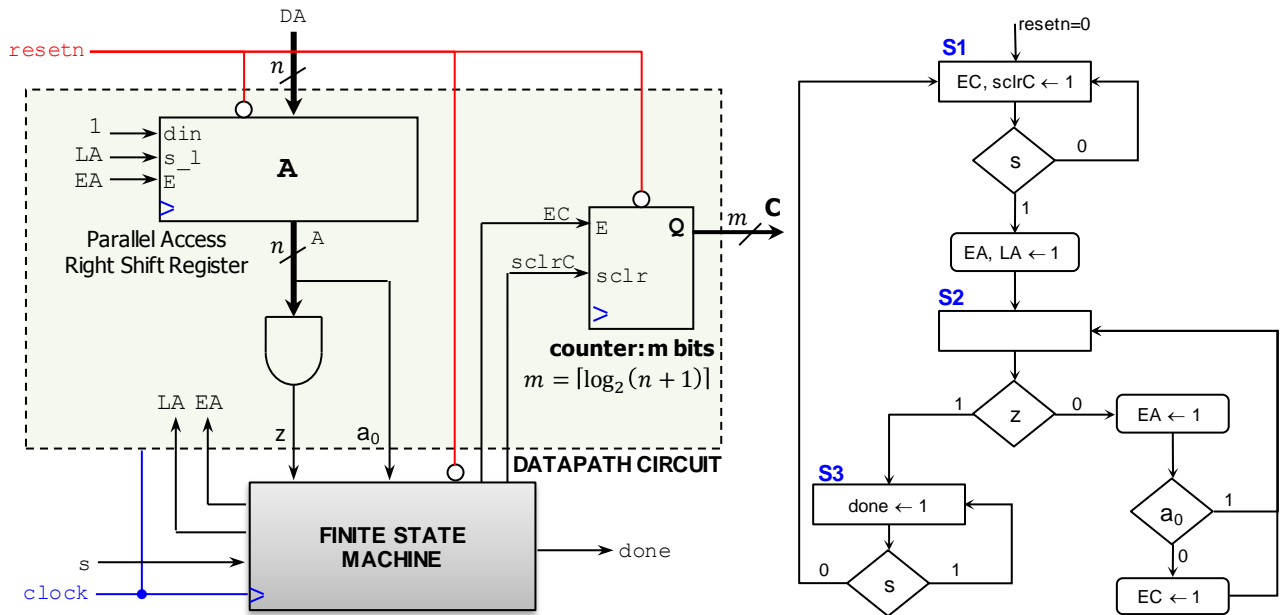 DA
resetn
n
1
din
LA
s_l
EA
E
A
n
A
Parallel Access
Right Shift Register
EC
E
Q
m
C
sclrC
sclr
counter: m bits
m = ⌈log₂(n + 1)⌉
LA EA
z
a₀
DATAPATH CIRCUIT
FINITE STATE
MACHINE
s
done
clock
resetn=0
S1
EC, sclrC ← 1
s
0
1
EA, LA ← 1
S2
1
z
0
EA ← 1
S3
done ← 1
a₀
1
0
0
s
1
EC ← 1